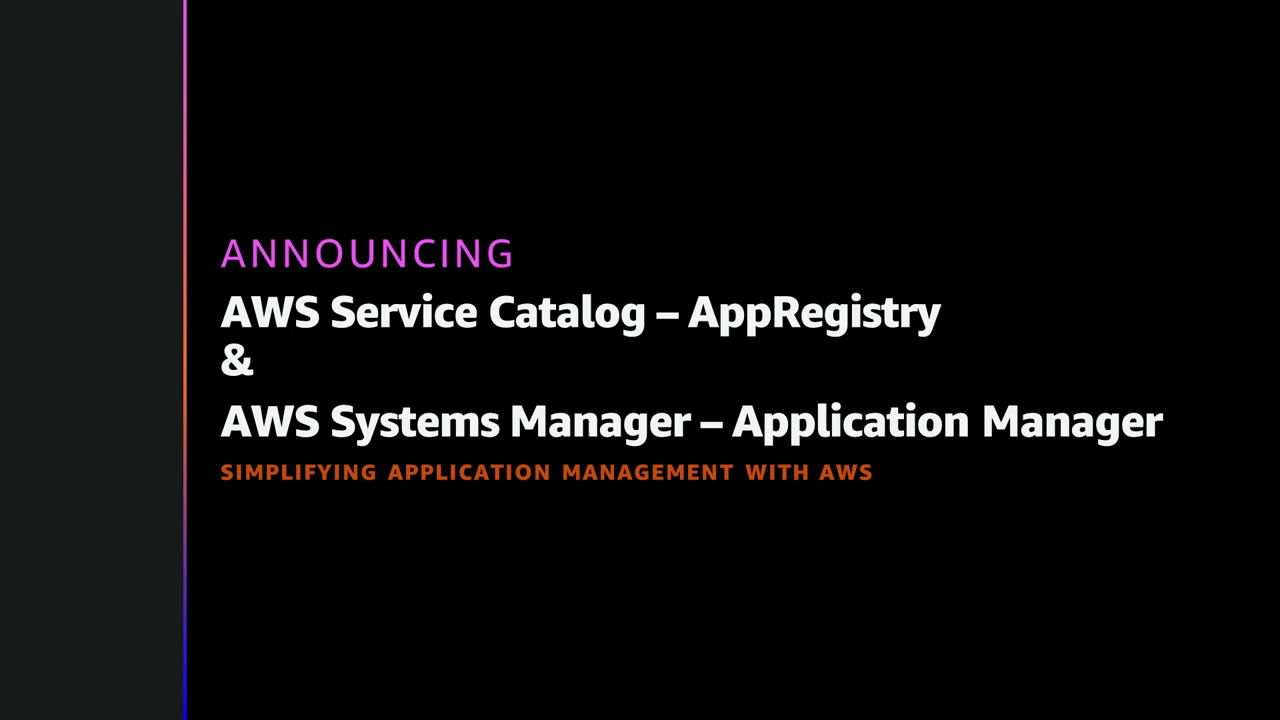 ANNOUNCING
AWS Service Catalog – AppRegistry
&
AWS Systems Manager – Application Manager
SIMPLIFYING APPLICATION MANAGEMENT WITH AWS